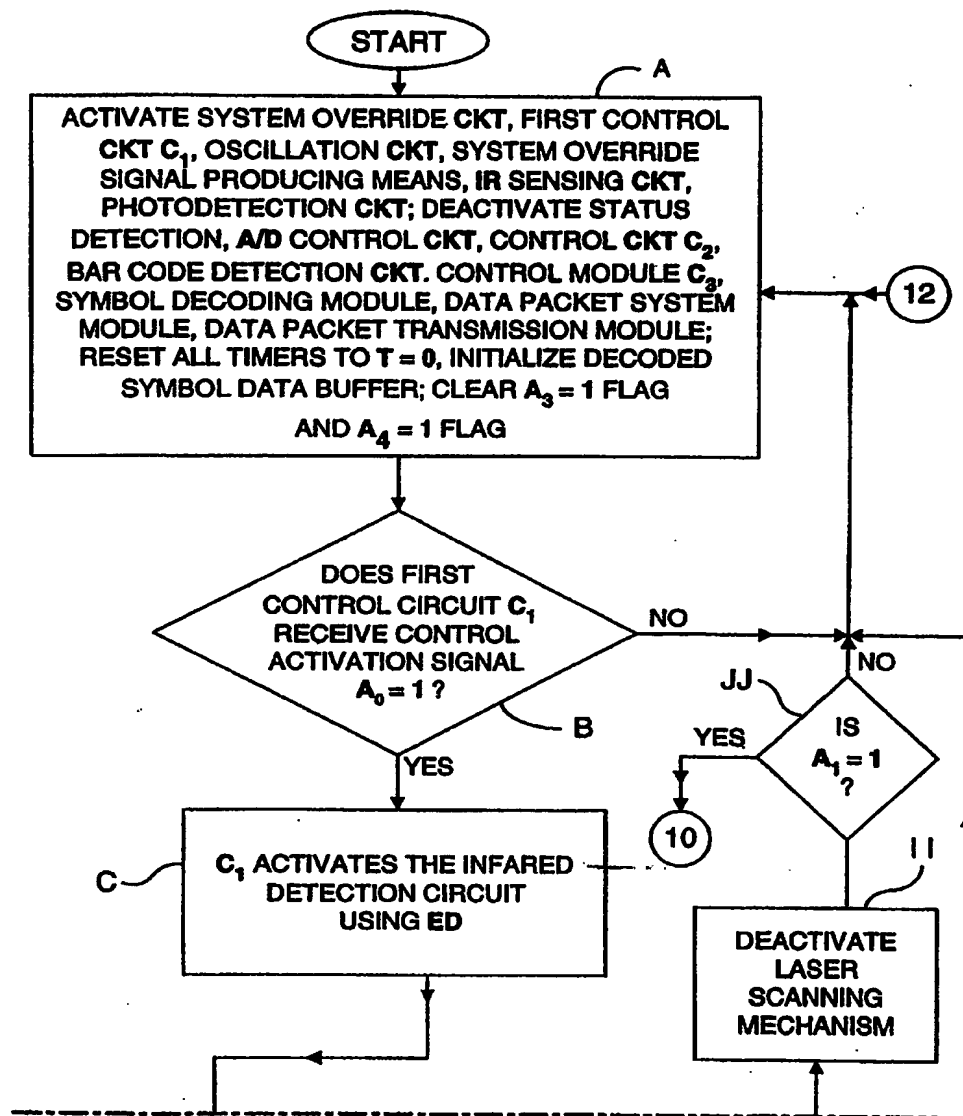 START
A
ACTIVATE SYSTEM OVERRIDE CKT, FIRST CONTROL
CKT C₁, OSCILLATION CKT, SYSTEM OVERRIDE
SIGNAL PRODUCING MEANS, IR SENSING CKT,
PHOTODETECTION CKT; DEACTIVATE STATUS
DETECTION, A/D CONTROL CKT, CONTROL CKT C₂,
BAR CODE DETECTION CKT. CONTROL MODULE C₃,
SYMBOL DECODING MODULE, DATA PACKET SYSTEM
MODULE, DATA PACKET TRANSMISSION MODULE;
RESET ALL TIMERS TO T = 0, INITIALIZE DECODED
SYMBOL DATA BUFFER; CLEAR A₃ = 1 FLAG
AND A₄ = 1 FLAG
12
DOES FIRST
CONTROL CIRCUIT C₁
RECEIVE CONTROL
ACTIVATION SIGNAL
A₀ = 1 ?
NO
B
YES
NO
JJ
IS
A₁ = 1
?
YES
10
C
C₁ ACTIVATES THE INFARED
DETECTION CIRCUIT
USING ED
II
DEACTIVATE
LASER
SCANNING
MECHANISM